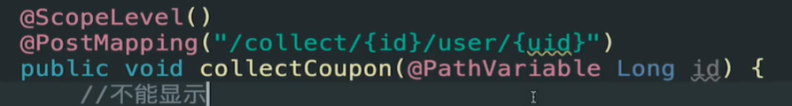 @ScopeLevel()
@PostMapping("/collect/{id}/user/{uid}")
public void collectCoupon(@PathVariable Long id) {
//不能显示